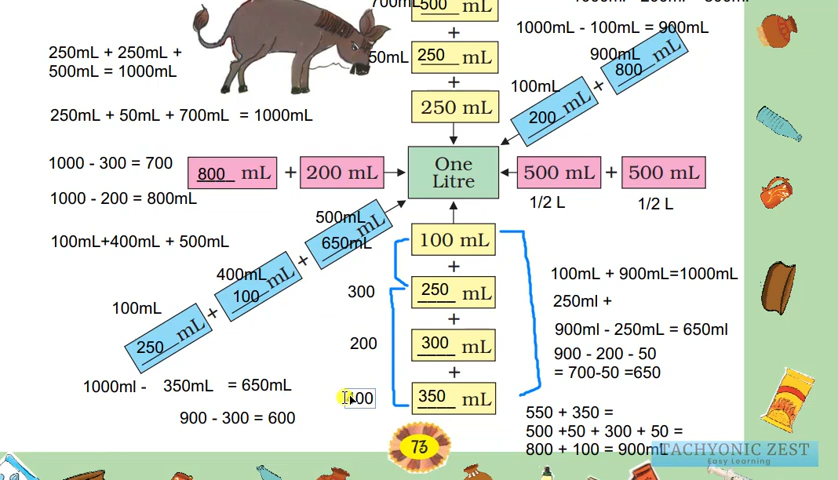 700mL
500 mL
1000mL - 100mL = 900mL
250mL + 250mL +
500mL = 1000mL
50mL
250 mL
900mL
800 mL
100mL
200 mL
+
250 mL
250mL + 50mL + 700mL = 1000mL
1000 - 300 = 700
800 mL + 200 mL
One
Litre
500 mL + 500 mL
1000 - 200 = 800mL
1/2 L
1/2 L
500mL
650mL
100mL+400mL + 500mL
100 mL
+
400mL
100 mL
+
300
250 mL
100mL + 900mL=1000mL
250ml +
100mL
250 mL
+
900ml - 250mL = 650ml
200
300 mL
900 - 200 - 50
= 700-50 =650
1000ml - 350mL = 650mL
+
00
350 mL
900 - 300 = 600
550 + 350 =
500 +50 + 300 + 50 =
800 + 100 = 900mL
73
TACHYONIC ZEST
Easy Learning